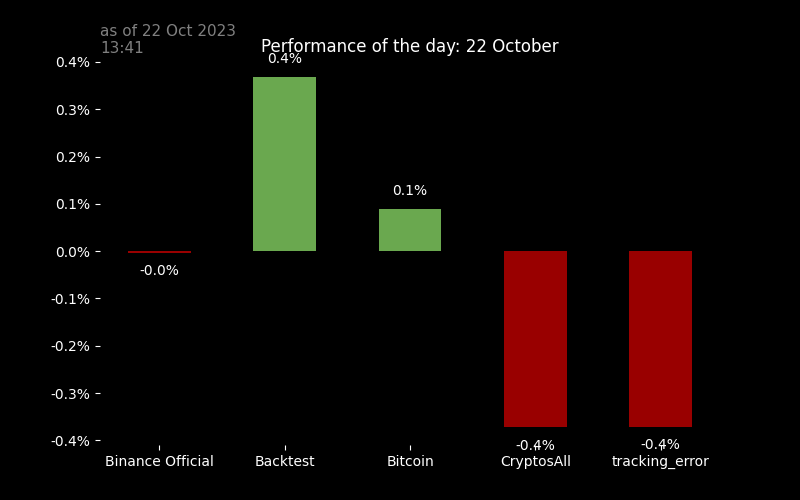 as of 22 Oct 2023
13:41
Performance of the day: 22 October
0.4%
0.3%
0.2%
0.1%
0.0%
-0.1%
-0.2%
-0.3%
-0.4%
-0.0%
0.4%
0.1%
-0.4%
-0.4%
Binance Official
Backtest
Bitcoin
CryptosAll
tracking_error